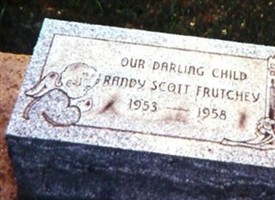 OUR DARLING CHILD
RANDY SCOTT FRUTCHEY
1953 — 1958